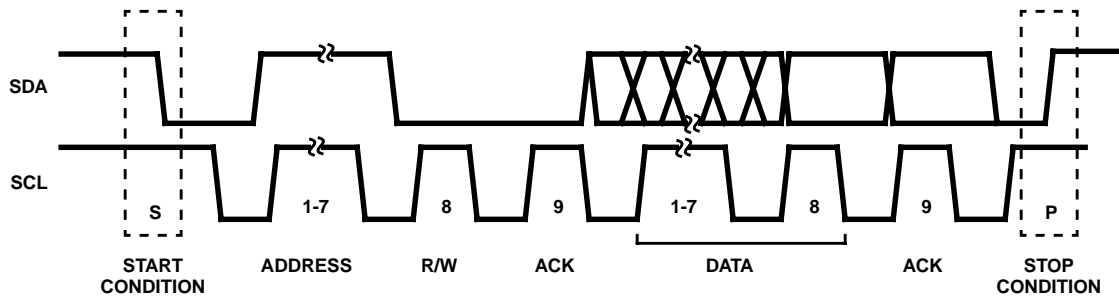 SDA
SCL
S 1-7 8 9 1-7 8 9 P
START CONDITION ADDRESS R/W ACK DATA ACK STOP CONDITION